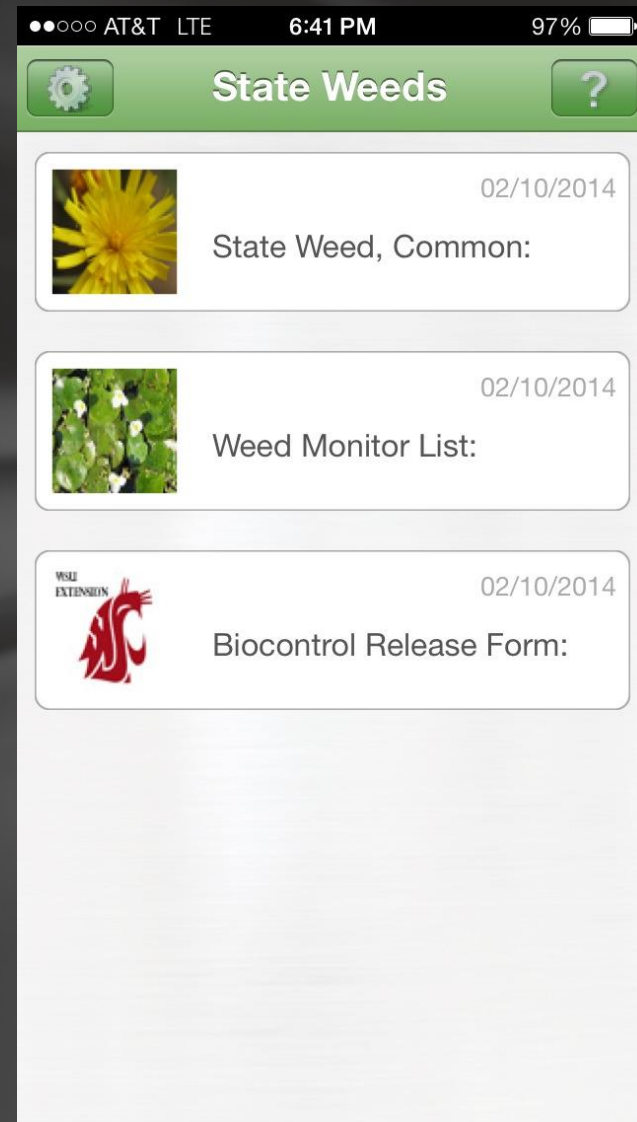 AT&T LTE 6:41 PM 97%
State Weeds ?
02/10/2014
State Weed, Common:
02/10/2014
Weed Monitor List:
WSU
EXTENSION
02/10/2014
Biocontrol Release Form: